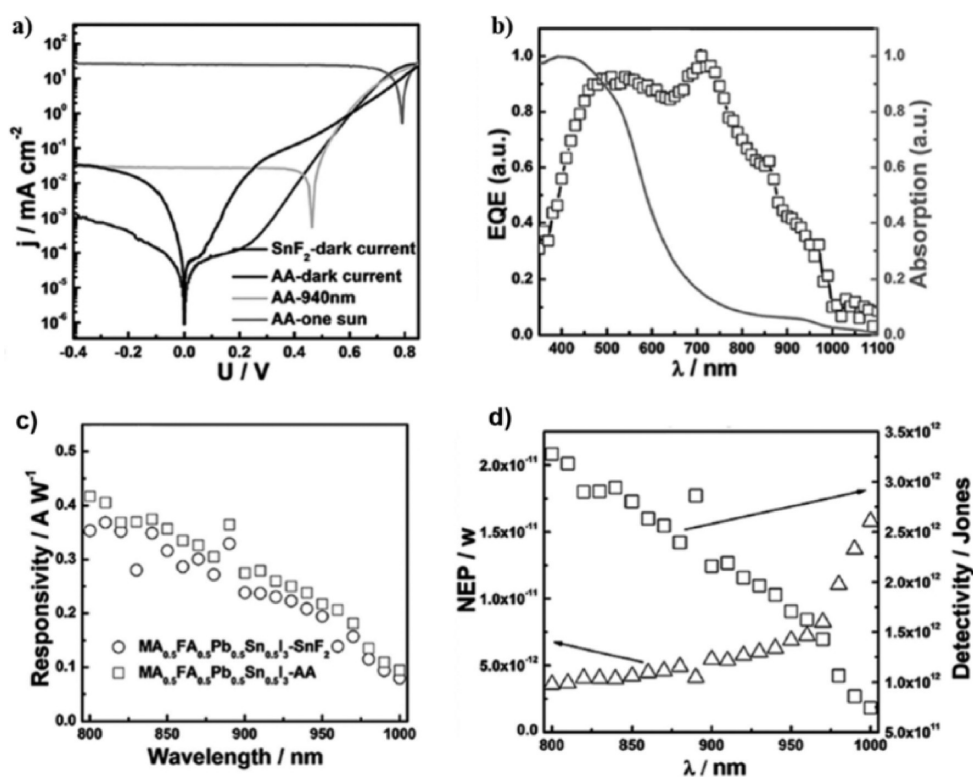 a)
j / mA cm⁻²
10²
10¹
10⁰
10⁻¹
10⁻²
10⁻³
10⁻⁴
10⁻⁵
10⁻⁶
SnF₂-dark current
AA-dark current
AA-940nm
AA-one sun
-0.4 -0.2 0.0 0.2 0.4 0.6 0.8
U / V
b)
EQE (a.u.)
1.0
0.8
0.6
0.4
0.2
0.0
1.0
0.8
0.6
0.4
0.2
0.0
Absorption (a.u.)
400 500 600 700 800 900 1000 1100
λ / nm
c)
Responsivity / A W⁻¹
0.5
0.4
0.3
0.2
0.1
0.0
MA₀.₅FA₀.₅Pb₀.₅Sn₀.₅I₃-SnF₂
MA₀.₅FA₀.₅Pb₀.₅Sn₀.₅I₃-AA
800 850 900 950 1000
Wavelength / nm
d)
NEP / w
2.0x10⁻¹¹
1.5x10⁻¹¹
1.0x10⁻¹¹
5.0x10⁻¹²
3.5x10¹²
3.0x10¹²
2.5x10¹²
2.0x10¹²
1.5x10¹²
1.0x10¹²
5.0x10¹¹
Detectivity / Jones
800 850 900 950 1000
λ / nm